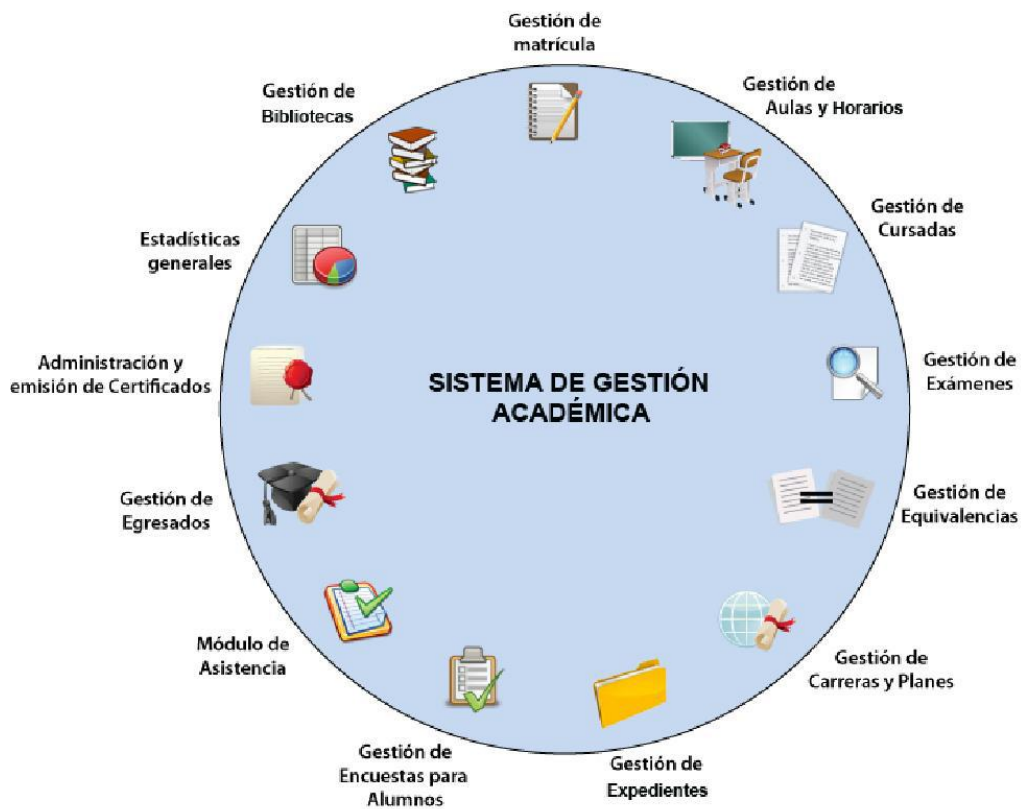 Gestión de
matrícula
Gestión de
Aulas y Horarios
Gestión de
Cursadas
Gestión de
Exámenes
Gestión de
Equivalencias
Gestión de
Carreras y Planes
Gestión de
Expedientes
Gestión de
Encuestas para
Alumnos
Módulo de
Asistencia
Gestión de
Egresados
Administración y
emisión de Certificados
Estadísticas
generales
Gestión de
Bibliotecas
SISTEMA DE GESTIÓN
ACADÉMICA